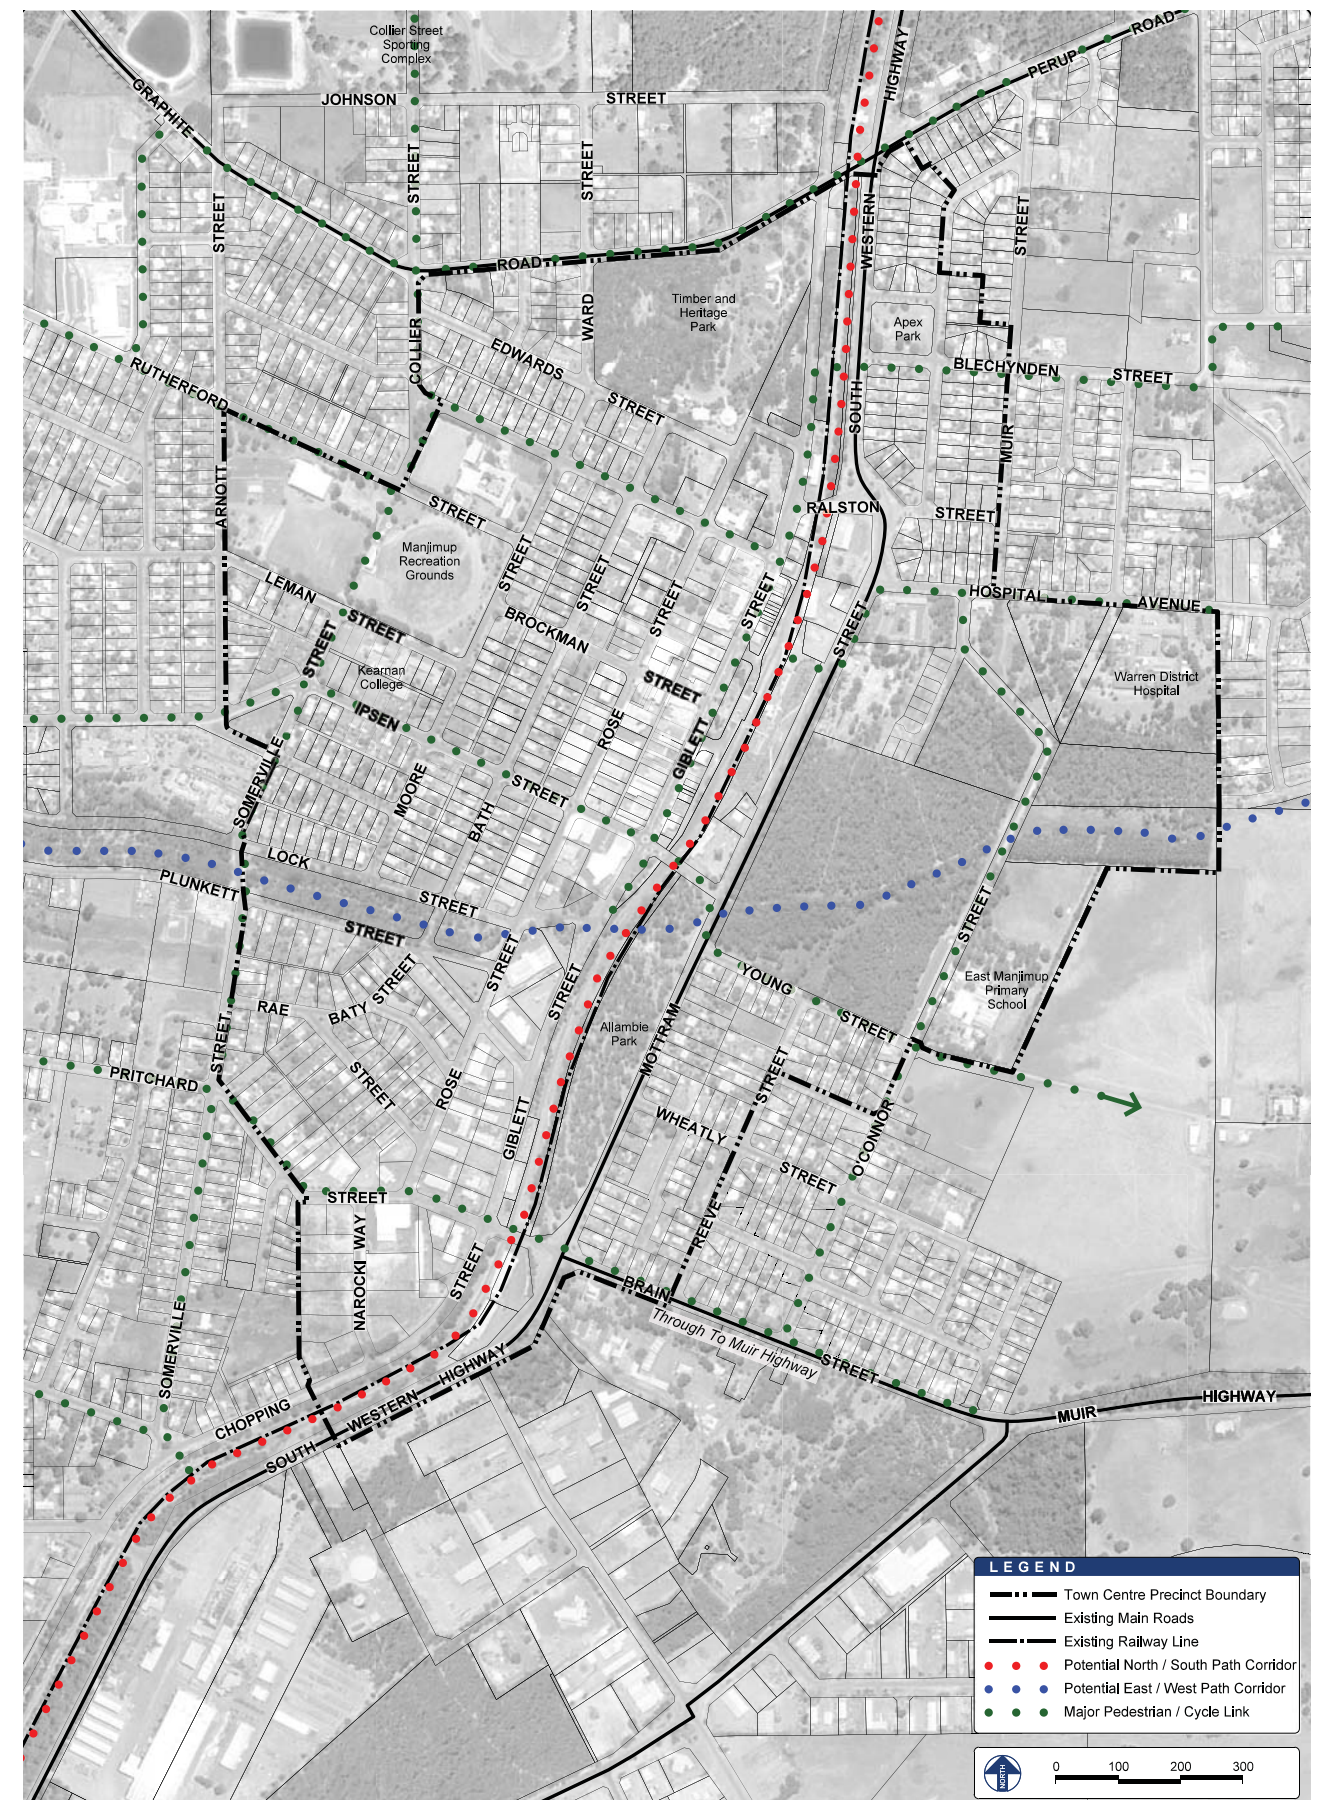 Collier Street
Sporting
Complex
GRAPHITE
JOHNSON
STREET
HIGHWAY
PERUP
ROAD
STREET
STREET
STREET
STREET
WESTERN
ROAD
Timber and
Heritage
Park
WARD
Apex
Park
COLLIER
EDWARDS
STREET
BLECHYNDEN
STREET
RUTHERFORD
SOUTH
MUIR
ARNOTT
STREET
RALSTON
STREET
Manjimup
Recreation
Grounds
STREET
STREET
STREET
STREET
LEMAN
STREET
BROCKMAN
STREET
HOSPITAL
AVENUE
STREET
STREET
Kearnan
College
Warren District
Hospital
IPSEN
STREET
ROSE
GIBLETT
SOMERVILLE
MOORE
BATH
LOCK
STREET
PLUNKETT
STREET
STREET
STREET
STREET
BATY STREET
RAE
STREET
East Manjimup
Primary
School
YOUNG
STREET
Allambie
Park
MOTTRAM
STREET
STREET
PRITCHARD
ROSE
GIBLETT
WHEATLY
STREET
O'CONNOR
REEVE
STREET
NAROCKI WAY
STREET
SOMERVILLE
BRAIN
STREET
Through To Muir Highway
CHOPPING
SOUTH
WESTERN
HIGHWAY
MUIR
HIGHWAY
LEGEND
Town Centre Precinct Boundary
Existing Main Roads
Existing Railway Line
Potential North / South Path Corridor
Potential East / West Path Corridor
Major Pedestrian / Cycle Link
NORTH
0 100 200 300